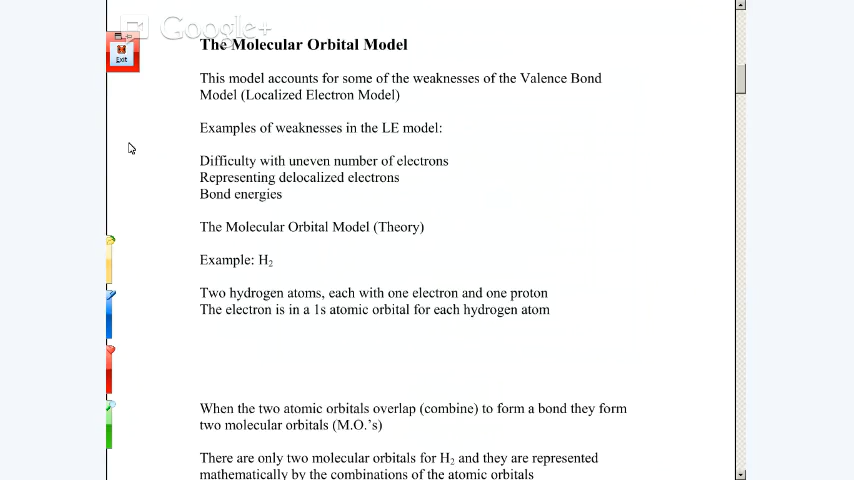 Google+
The Molecular Orbital Model
Exit
This model accounts for some of the weaknesses of the Valence Bond
Model (Localized Electron Model)
Examples of weaknesses in the LE model:
Difficulty with uneven number of electrons
Representing delocalized electrons
Bond energies
The Molecular Orbital Model (Theory)
Example: H₂
Two hydrogen atoms, each with one electron and one proton
The electron is in a 1s atomic orbital for each hydrogen atom
When the two atomic orbitals overlap (combine) to form a bond they form
two molecular orbitals (M.O.'s)
There are only two molecular orbitals for H₂ and they are represented
mathematically by the combinations of the atomic orbitals